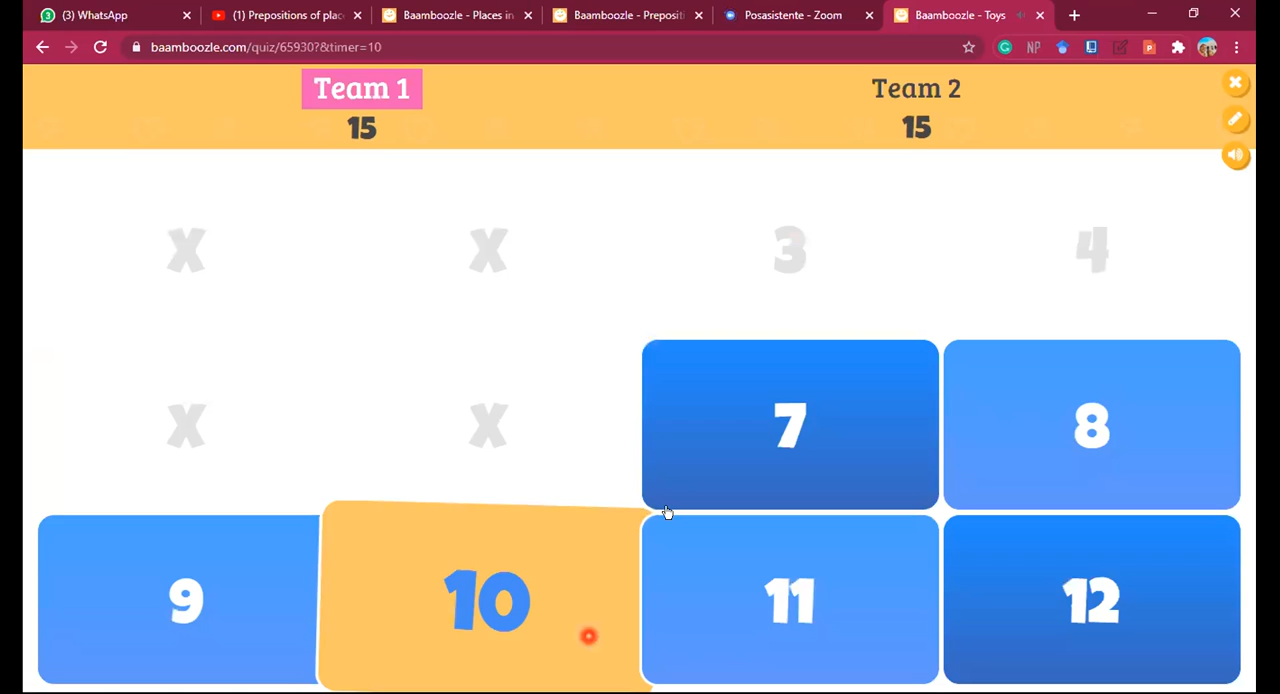 (3) WhatsApp
(1) Prepositions of plac
Baamboozle - Places in
Baamboozle - Preposit
Posasistente - Zoom
Baamboozle - Toys
baamboozle.com/quiz/65930?&timer=10
NP
Team 1
Team 2
15
15
X
X
3
4
X
X
7
8
9
10
11
12